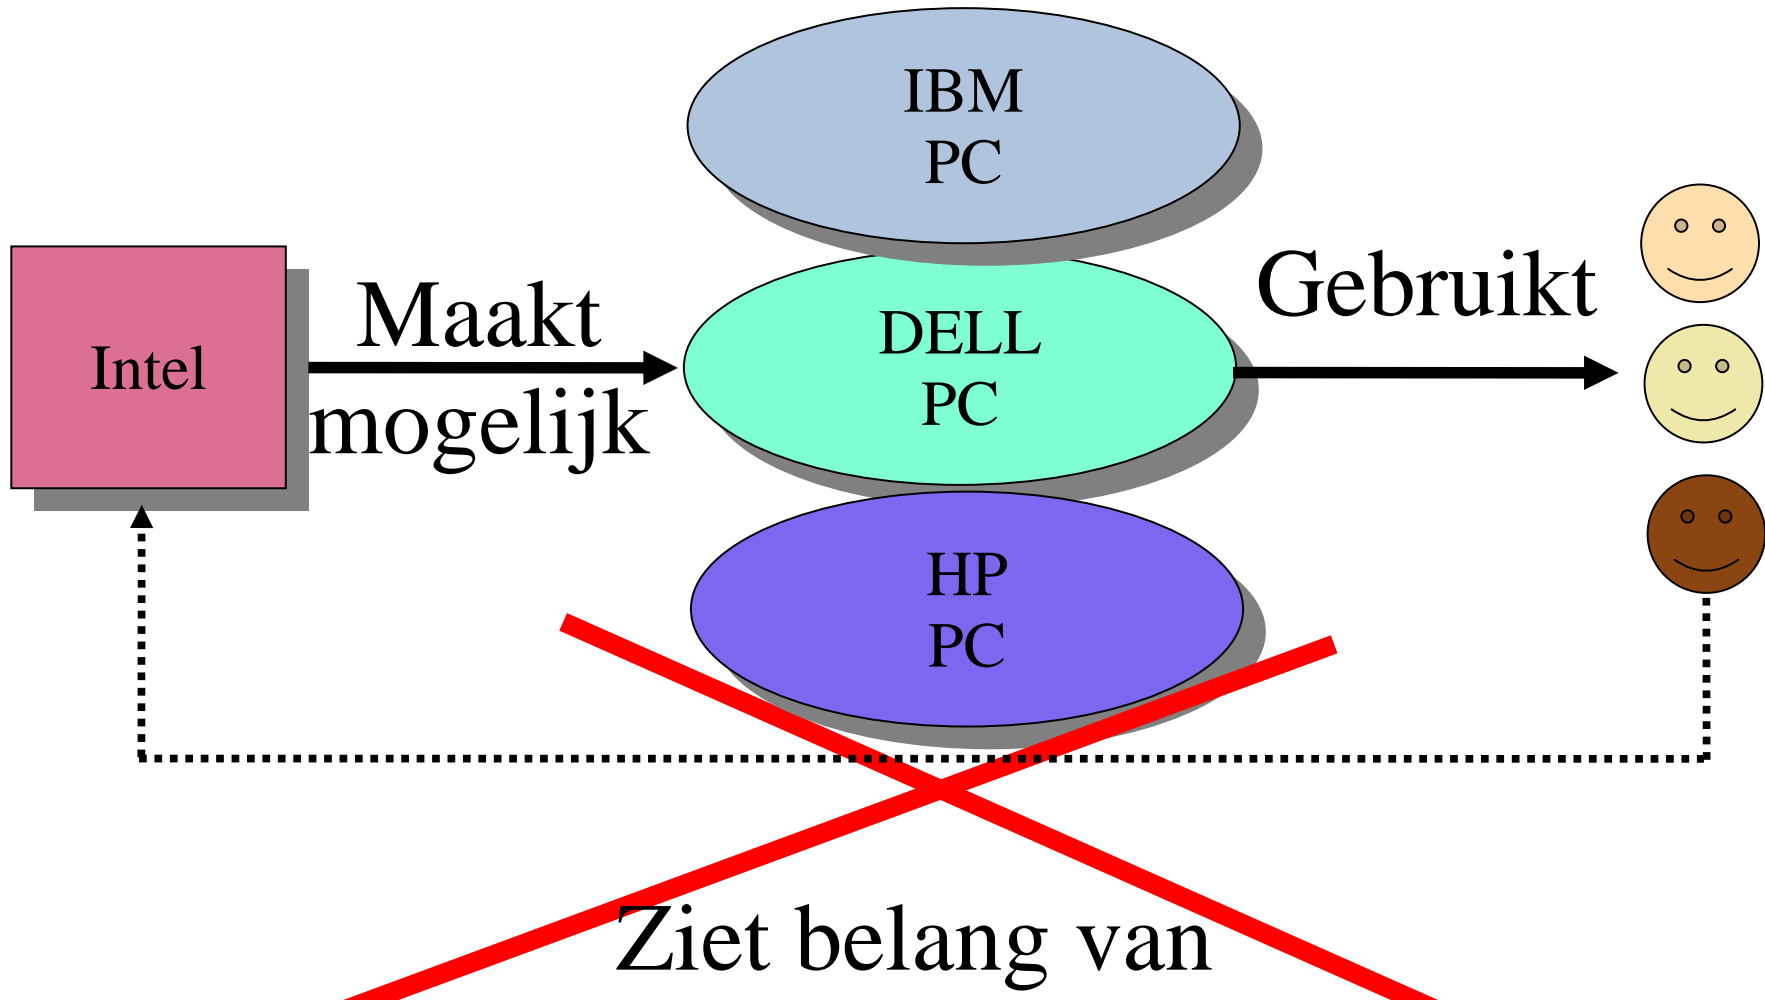 IBM
PC
Intel
Maakt
mogelijk
DELL
PC
Gebruikt
HP
PC
Ziet belang van